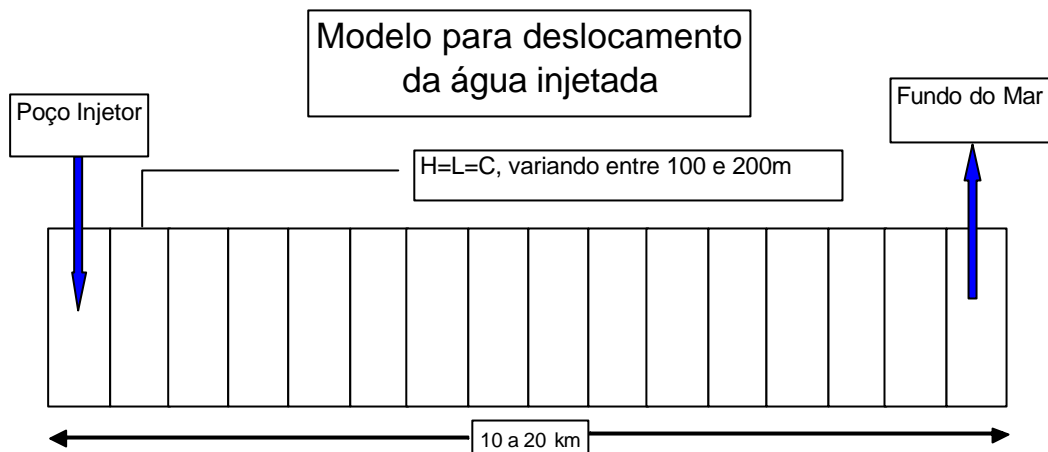 Modelo para deslocamento
da água injetada
Poço Injetor
Fundo do Mar
H=L=C, variando entre 100 e 200m
10 a 20 km